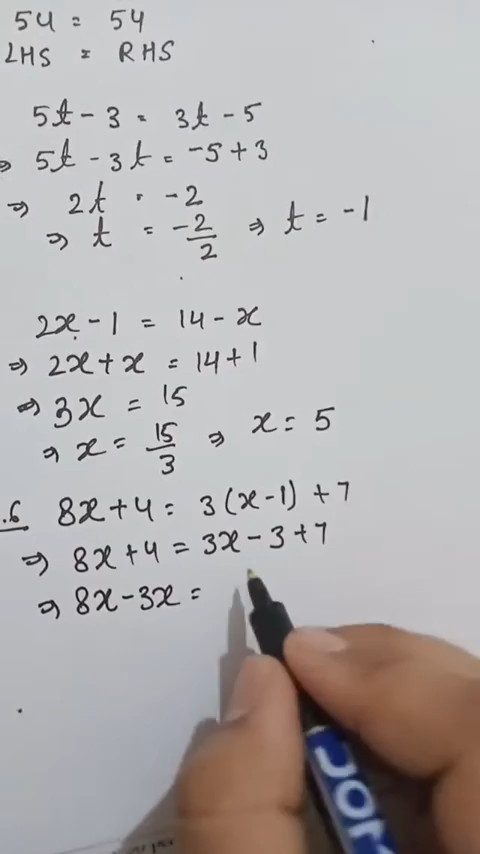 54 = 54
LHS = RHS
5t - 3 = 3t - 5
5t - 3t = -5 + 3
⇒ 2t = -2
⇒ t = -2/2 ⇒ t = -1
2x - 1 = 14 - x
⇒ 2x + x = 14 + 1
⇒ 3x = 15
⇒ x = 15/3 ⇒ x = 5
.6 8x + 4 = 3(x - 1) + 7
⇒ 8x + 4 = 3x - 3 + 7
⇒ 8x - 3x =